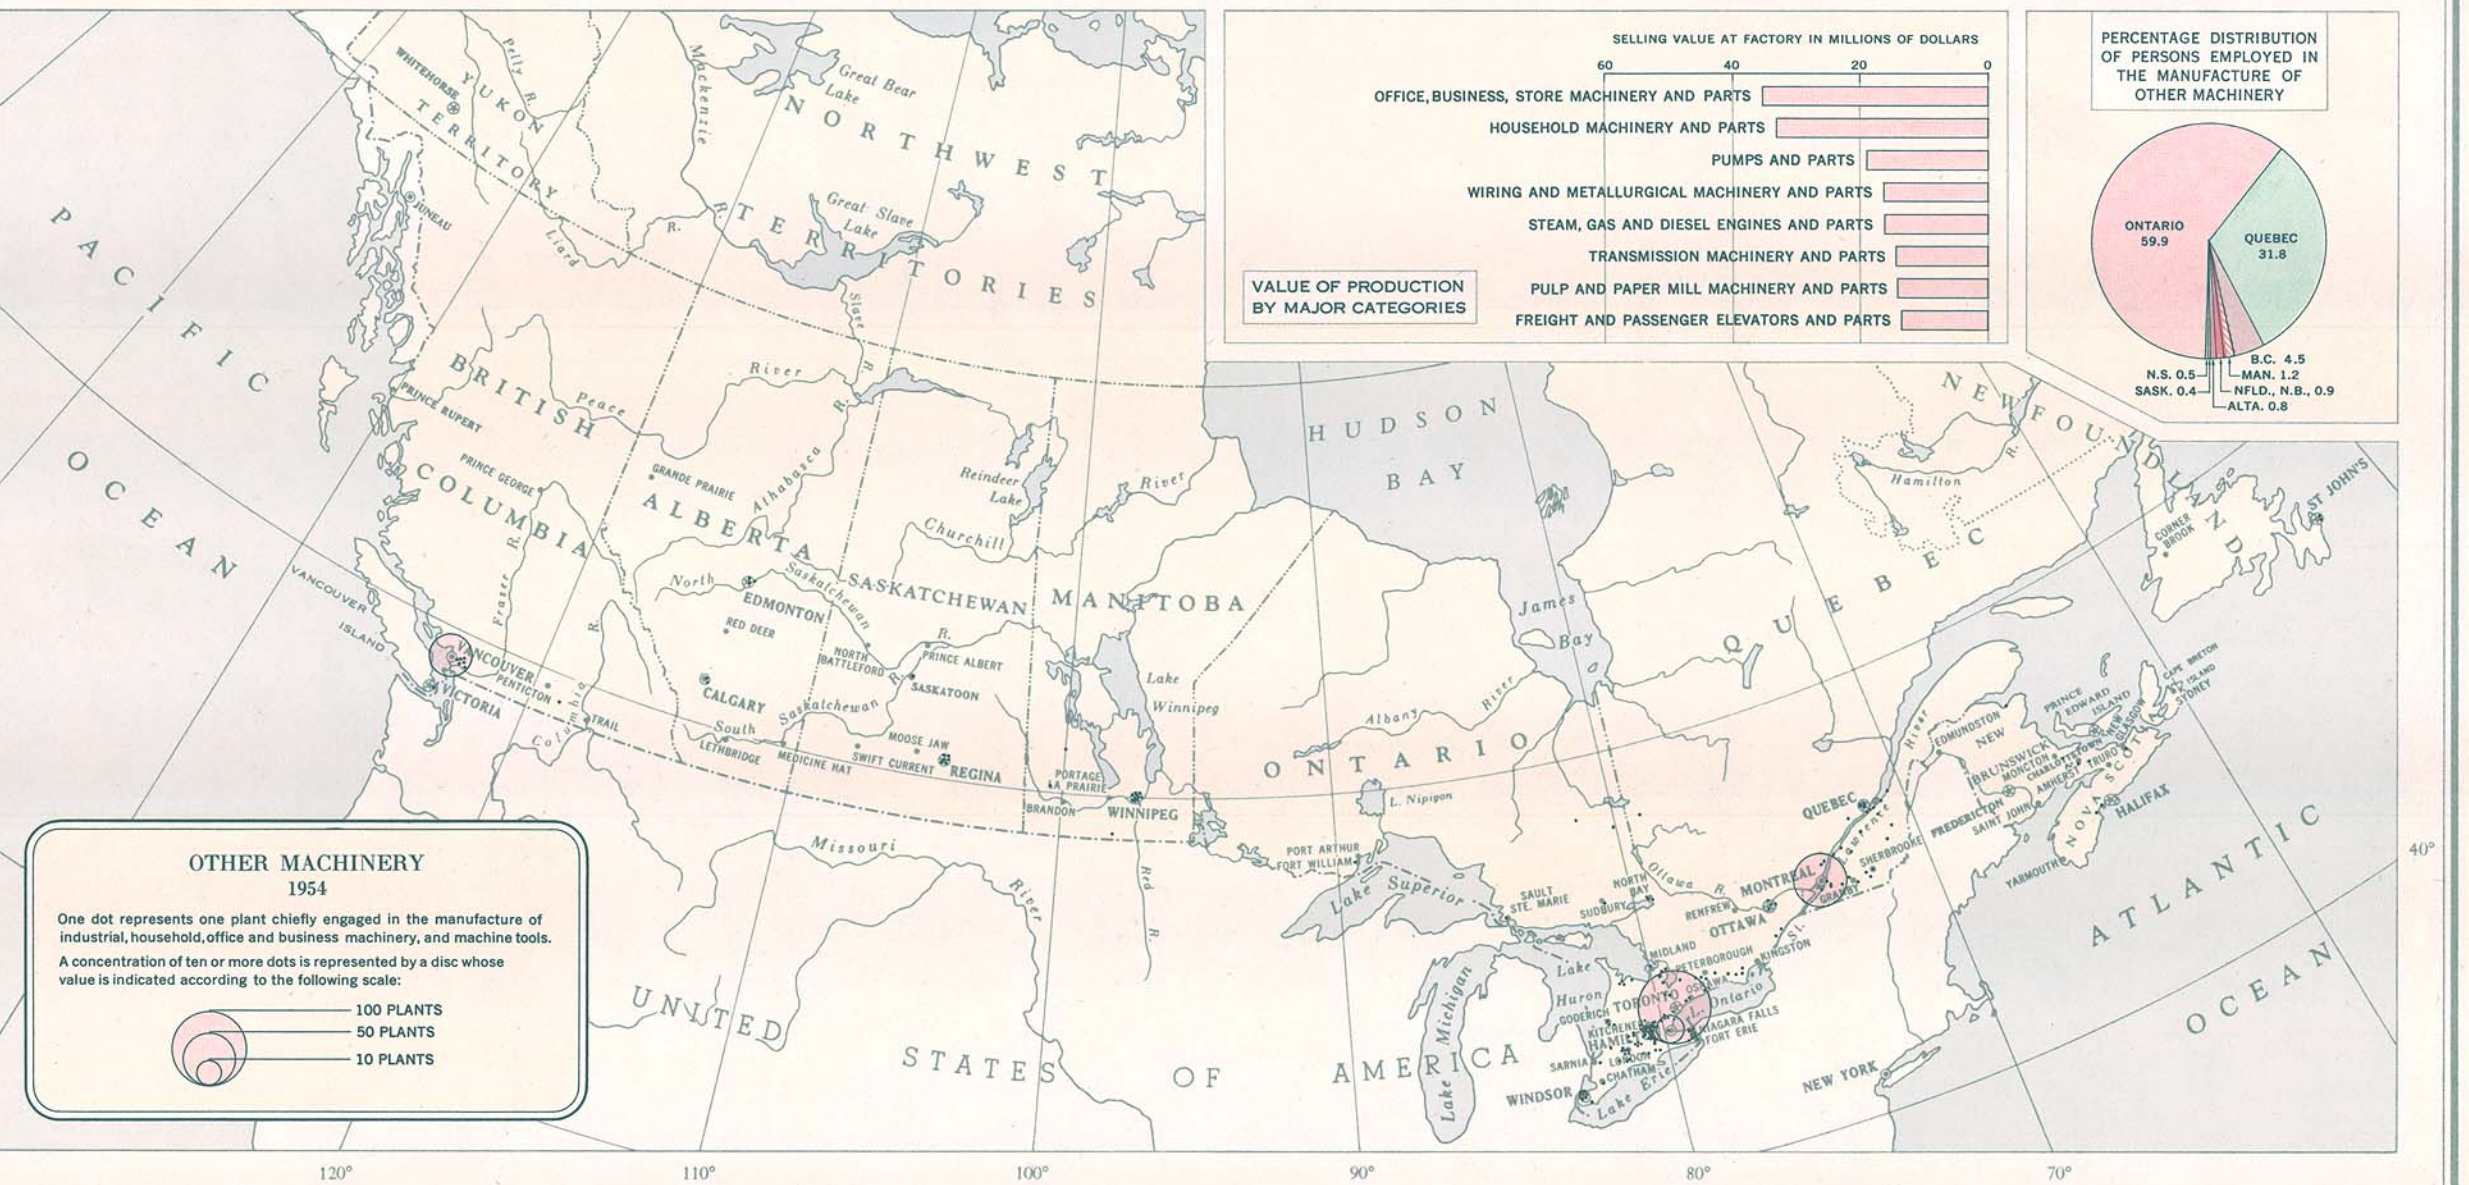 SELLING VALUE AT FACTORY IN MILLIONS OF DOLLARS
60 40 20 0
OFFICE, BUSINESS, STORE MACHINERY AND PARTS
HOUSEHOLD MACHINERY AND PARTS
PUMPS AND PARTS
WIRING AND METALLURGICAL MACHINERY AND PARTS
STEAM, GAS AND DIESEL ENGINES AND PARTS
TRANSMISSION MACHINERY AND PARTS
PULP AND PAPER MILL MACHINERY AND PARTS
FREIGHT AND PASSENGER ELEVATORS AND PARTS
VALUE OF PRODUCTION
BY MAJOR CATEGORIES
PERCENTAGE DISTRIBUTION
OF PERSONS EMPLOYED IN
THE MANUFACTURE OF
OTHER MACHINERY
ONTARIO
59.9
QUEBEC
31.8
B.C. 4.5
N.S. 0.5
MAN. 1.2
SASK. 0.4
NFLD., N.B., 0.9
ALTA. 0.8
WHITEHORSE
YUKON
TERRITORY
Pelly R.
Mackenzie
R.
Great Bear
Lake
NORTHWEST
TERRITORIES
Great Slave
Lake
JUNEAU
Liard
R.
Slave
R.
PACIFIC
OCEAN
BRITISH
COLUMBIA
PRINCE RUPERT
PRINCE GEORGE
Peace
River
GRANDE PRAIRIE
ALBERTA
Athabasca
R.
Reindeer
Lake
Churchill
River
HUDSON
BAY
NEWFOUNDLAND
Hamilton
R.
CORNER
BROOK
ST JOHN'S
QUEBEC
James
Bay
VANCOUVER
ISLAND
Fraser
R.
VANCOUVER
VICTORIA
PENTICTON
Columbia
R.
TRAIL
North
Saskatchewan
R.
EDMONTON
RED DEER
CALGARY
SASKATCHEWAN
MANITOBA
NORTH
BATTLEFORD
PRINCE ALBERT
SASKATOON
South
Saskatchewan
R.
LETHBRIDGE
MEDICINE HAT
SWIFT CURRENT
MOOSE JAW
REGINA
Lake
Winnipeg
PORTAGE
LA PRAIRIE
BRANDON
WINNIPEG
Albany
River
ONTARIO
L. Nipigon
PORT ARTHUR
FORT WILLIAM
Lake Superior
SAULT
STE. MARIE
SUDBURY
NORTH
BAY
Ottawa R.
RENFREW
OTTAWA
MONTREAL
GRANBY
SHERBROOKE
QUEBEC
St. Lawrence
River
EDMUNDSTON
NEW
BRUNSWICK
MONCTON
FREDERICTON
SAINT JOHN
PRINCE
EDWARD
ISLAND
CHARLOTTETOWN
AMHERST
TRURO
NEW
GLASGOW
NOVA SCOTIA
HALIFAX
YARMOUTH
CAPE BRETON
ISLAND
SYDNEY
MIDLAND
PETERBOROUGH
KINGSTON
Lake
Huron
TORONTO
OSHAWA
L. Ontario
GODERICH
KITCHENER
HAMILTON
NIAGARA FALLS
FORT ERIE
SARNIA
LONDON
CHATHAM
WINDSOR
Lake Erie
Lake Michigan
NEW YORK
ATLANTIC
OCEAN
Missouri
River
Red
R.
UNITED
STATES OF AMERICA
OTHER MACHINERY
1954
One dot represents one plant chiefly engaged in the manufacture of
industrial, household, office and business machinery, and machine tools.
A concentration of ten or more dots is represented by a disc whose
value is indicated according to the following scale:
100 PLANTS
50 PLANTS
10 PLANTS
40°
120° 110° 100° 90° 80° 70°